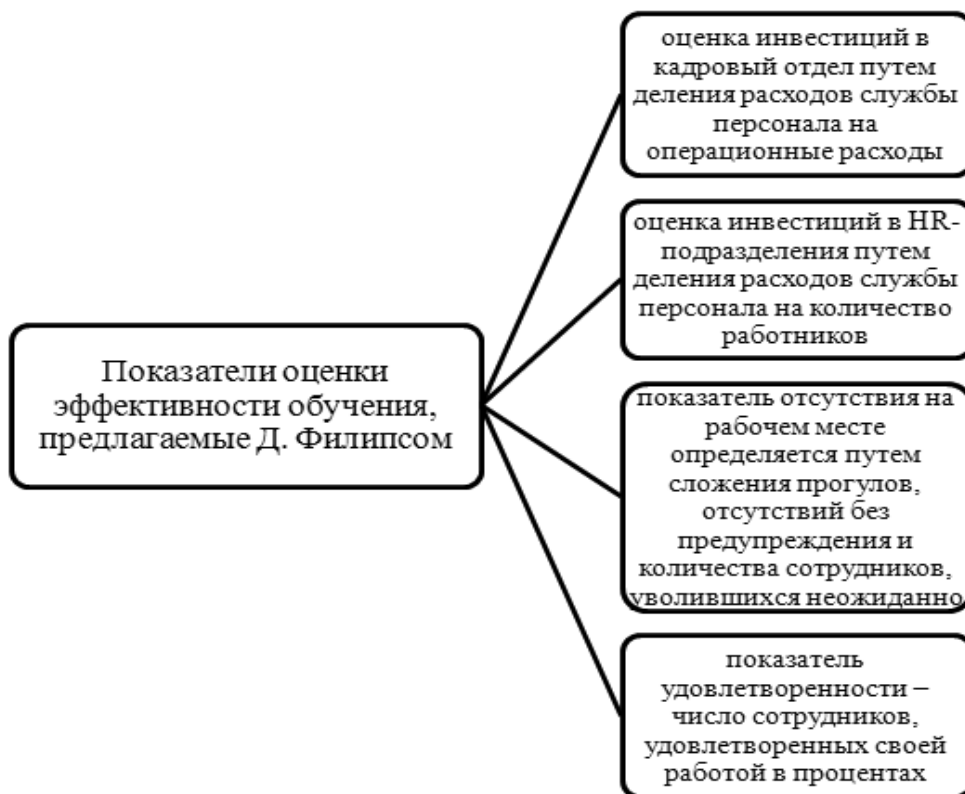 Показатели оценки
эффективности обучения,
предлагаемые Д. Филипсом
оценка инвестиций в
кадровый отдел путем
деления расходов службы
персонала на
операционные расходы
оценка инвестиций в HR-
подразделения путем
деления расходов службы
персонала на количество
работников
показатель отсутствия на
рабочем месте
определяется путем
сложения прогулов,
отсутствий без
предупреждения и
количества сотрудников,
уволившихся неожиданно
показатель
удовлетворенности –
число сотрудников,
удовлетворенных своей
работой в процентах